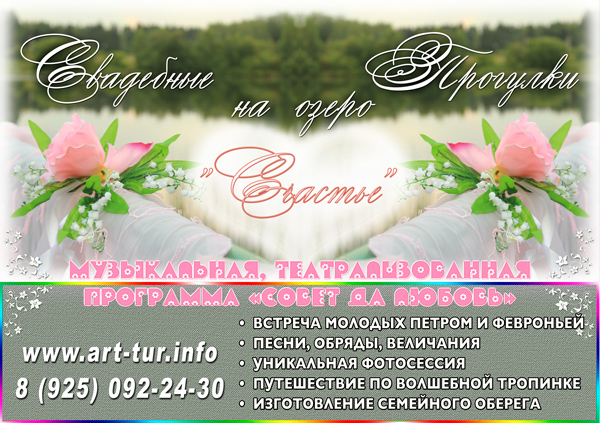 Свадебные Прогулки
на озеро
"Счастье"
МУЗЫКАЛЬНАЯ, ТЕАТРАЛИЗОВАННАЯ
ПРОГРАММА «СОВЕТ ДА ЛЮБОВЬ»
• ВСТРЕЧА МОЛОДЫХ ПЕТРОМ И ФЕВРОНЬЕЙ
• ПЕСНИ, ОБРЯДЫ, ВЕЛИЧАНИЯ
• УНИКАЛЬНАЯ ФОТОСЕССИЯ
• ПУТЕШЕСТВИЕ ПО ВОЛШЕБНОЙ ТРОПИНКЕ
• ИЗГОТОВЛЕНИЕ СЕМЕЙНОГО ОБЕРЕГА
www.art-tur.info
8 (925) 092-24-30